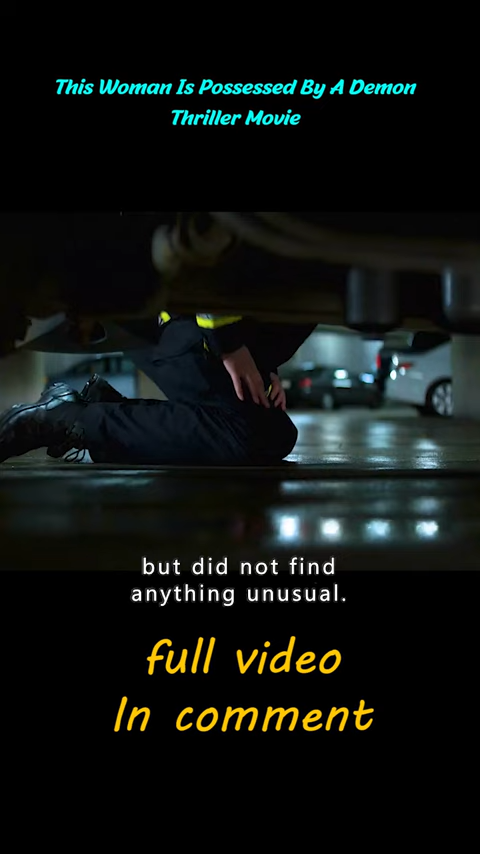 This Woman Is Possessed By A Demon
Thriller Movie
but did not find
anything unusual.
full video
In comment